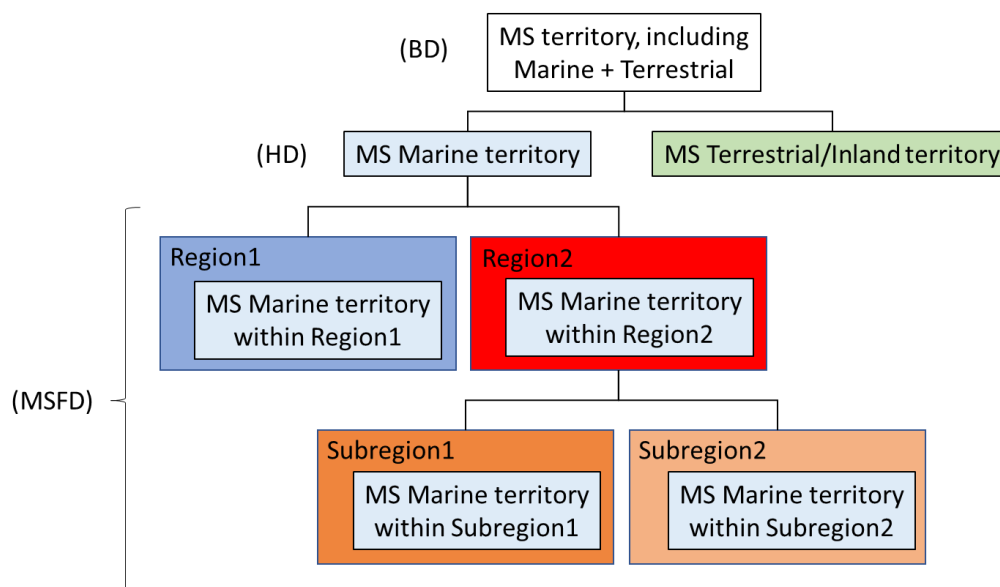 (BD)
MS territory, including
Marine + Terrestrial
(HD)
MS Marine territory
MS Terrestrial/Inland territory
Region1
MS Marine territory
within Region1
Region2
MS Marine territory
within Region2
(MSFD)
Subregion1
MS Marine territory
within Subregion1
Subregion2
MS Marine territory
within Subregion2